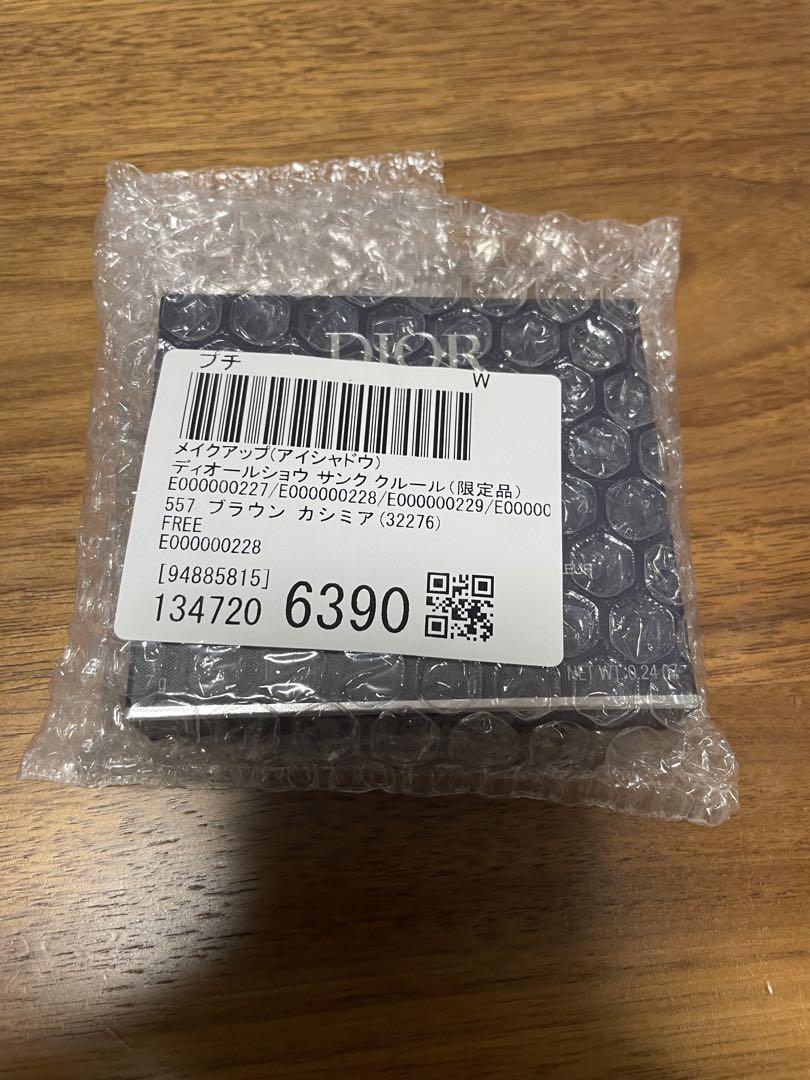 DIOR
プチ
W
メイクアップ(アイシャドウ)
ディオールショウ サンク クルール(限定品)
E000000227/E000000228/E000000229/E00000
557 ブラウン カシミア(32276)
FREE
E000000228
[94885815]
134720 6390
7 g
NET WT. 0.24 OZ